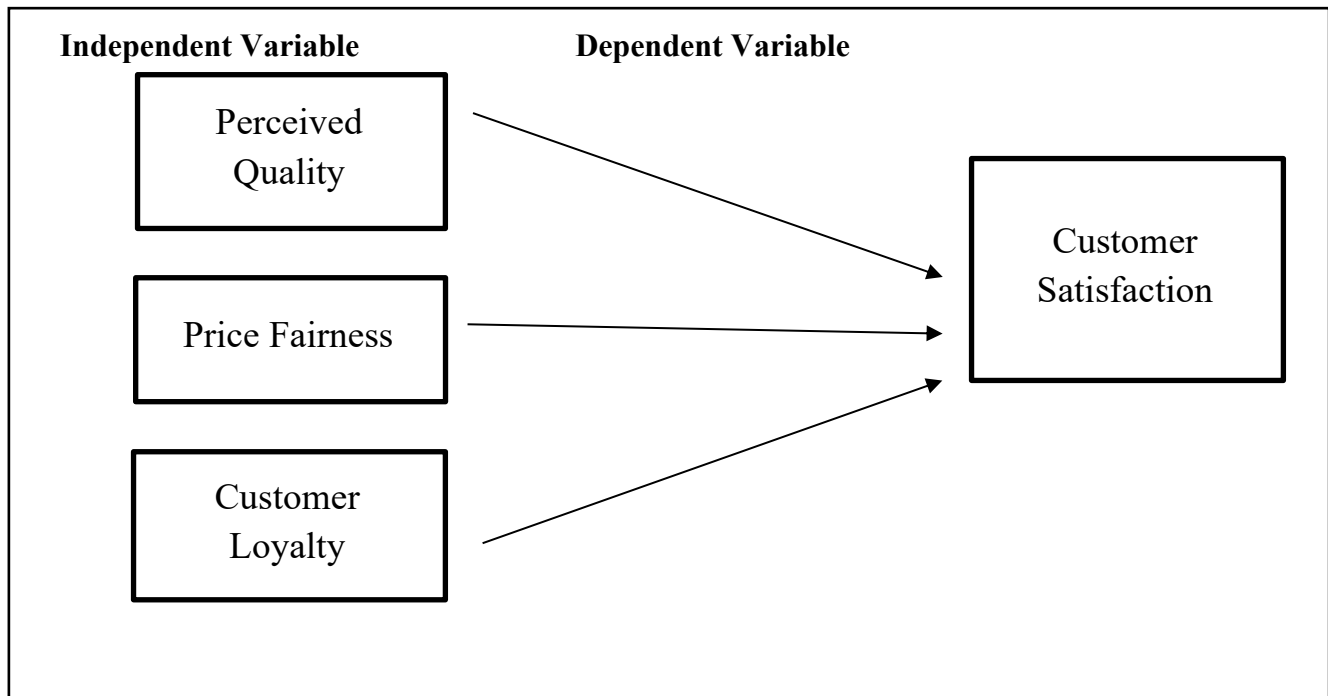 Independent Variable
Dependent Variable
Perceived
Quality
Price Fairness
Customer
Loyalty
Customer
Satisfaction